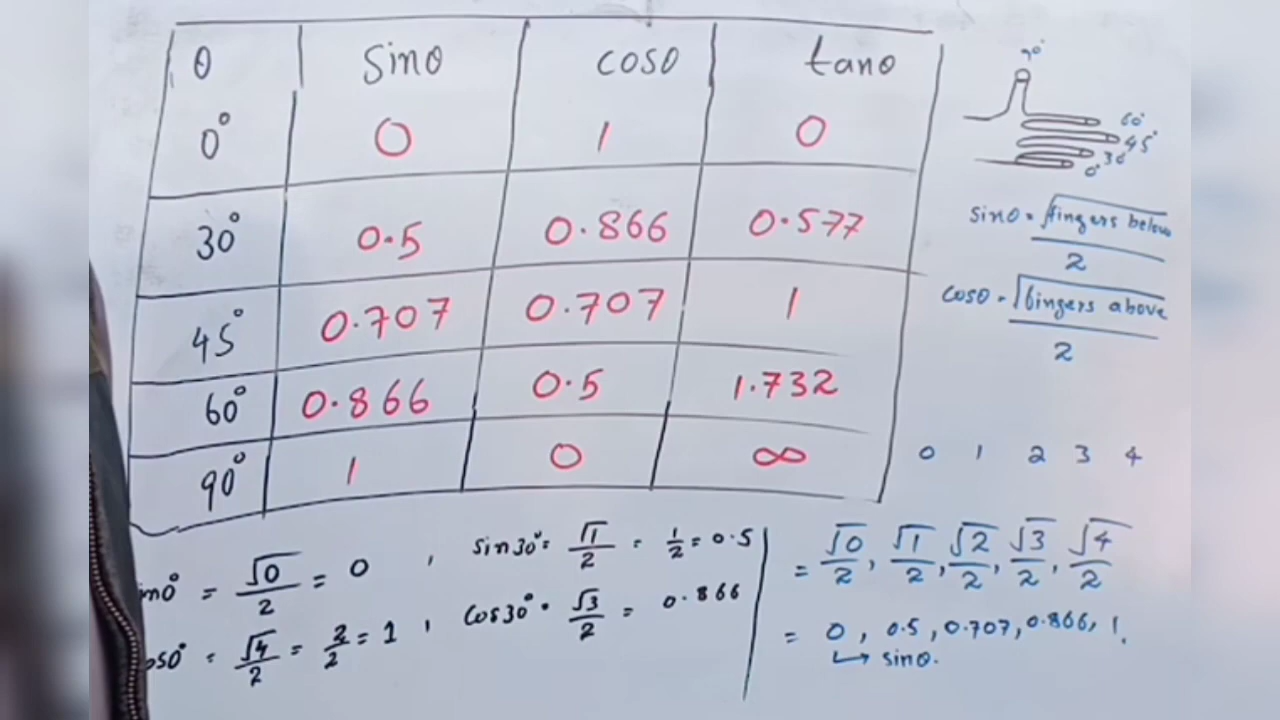 θ sinθ cosθ tanθ
0° 0 1 0
30° 0.5 0.866 0.577
45° 0.707 0.707 1
60° 0.866 0.5 1.732
90° 1 0 ∞
90°
60°
45°
30°
0°
sinθ = √fingers below / 2
cosθ = √fingers above / 2
0 1 2 3 4
in0° = √0/2 = 0 , sin30° = √1/2 = 1/2 = 0.5
os0° = √4/2 = 2/2 = 1 , cos30° = √3/2 = 0.866
= √0/2, √1/2, √2/2, √3/2, √4/2
= 0, 0.5, 0.707, 0.866, 1.
↳ sinθ.